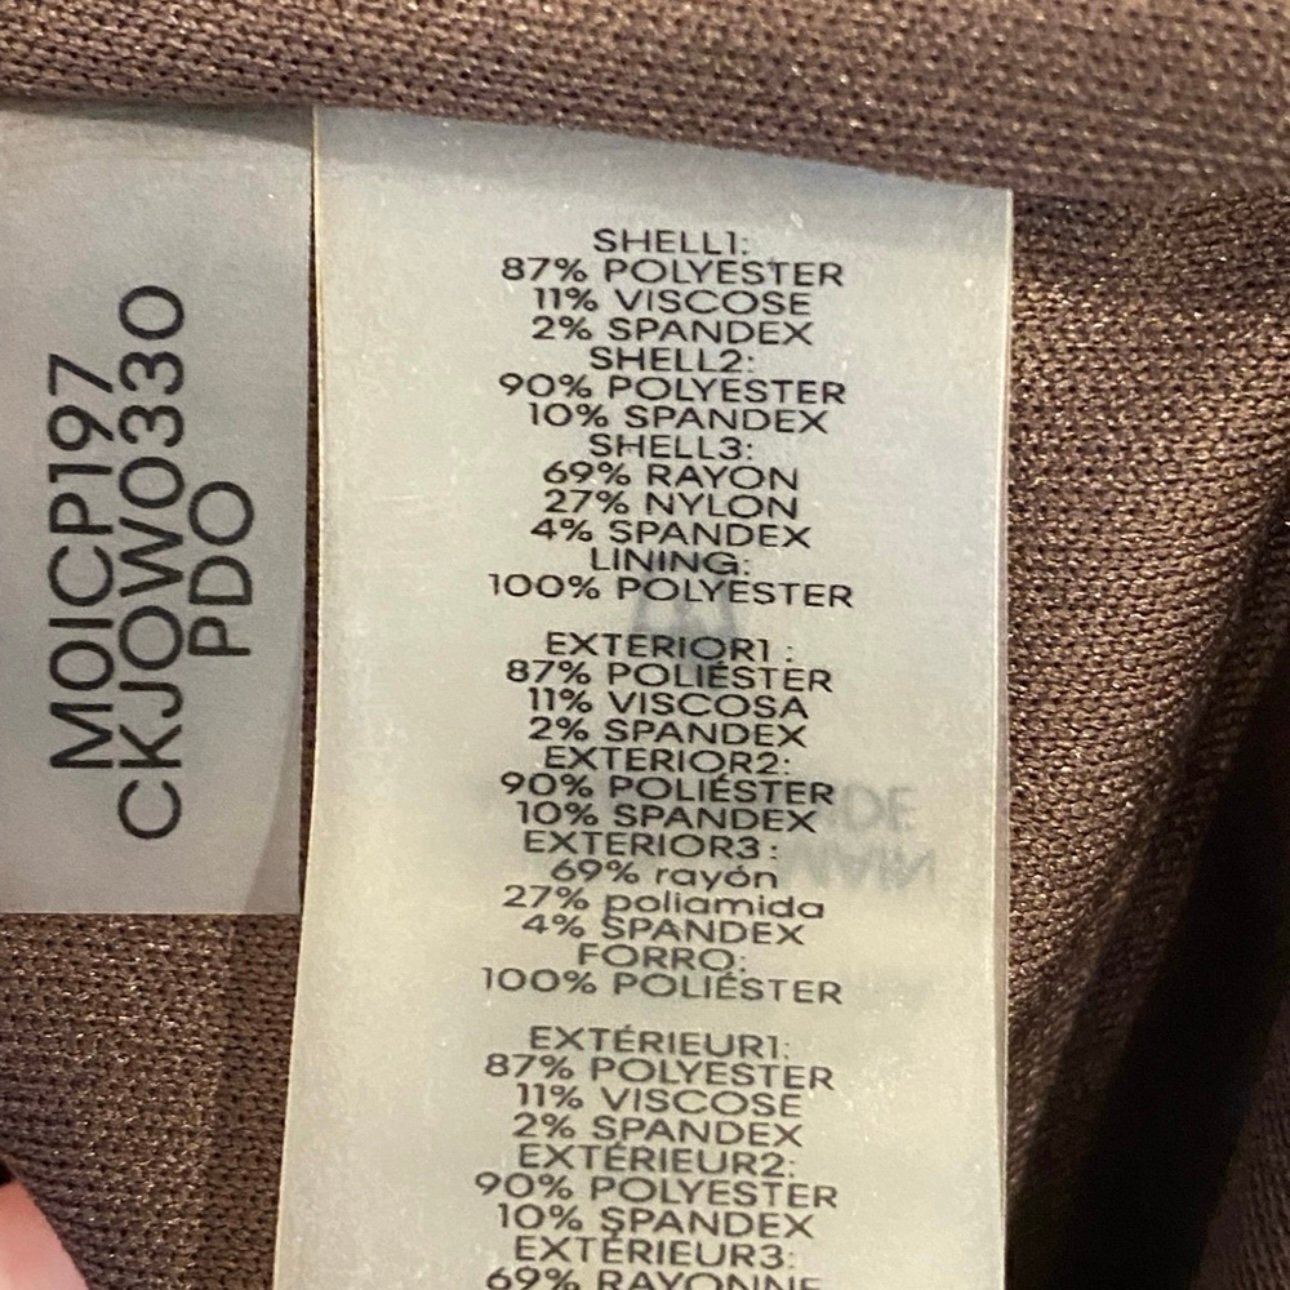 M01CP197
CKJOW0330
PDO
SHELL1:
87% POLYESTER
11% VISCOSE
2% SPANDEX
SHELL2:
90% POLYESTER
10% SPANDEX
SHELL3:
69% RAYON
27% NYLON
4% SPANDEX
LINING:
100% POLYESTER
EXTERIOR1 :
87% POLIÉSTER
11% VISCOSA
2% SPANDEX
EXTERIOR2:
90% POLIÉSTER
10% SPANDEX
EXTERIOR3 :
69% rayón
27% poliamida
4% SPANDEX
FORRO:
100% POLIÉSTER
EXTÉRIEUR1:
87% POLYESTER
11% VISCOSE
2% SPANDEX
EXTÉRIEUR2:
90% POLYESTER
10% SPANDEX
EXTÉRIEUR3:
69% RAYONNE